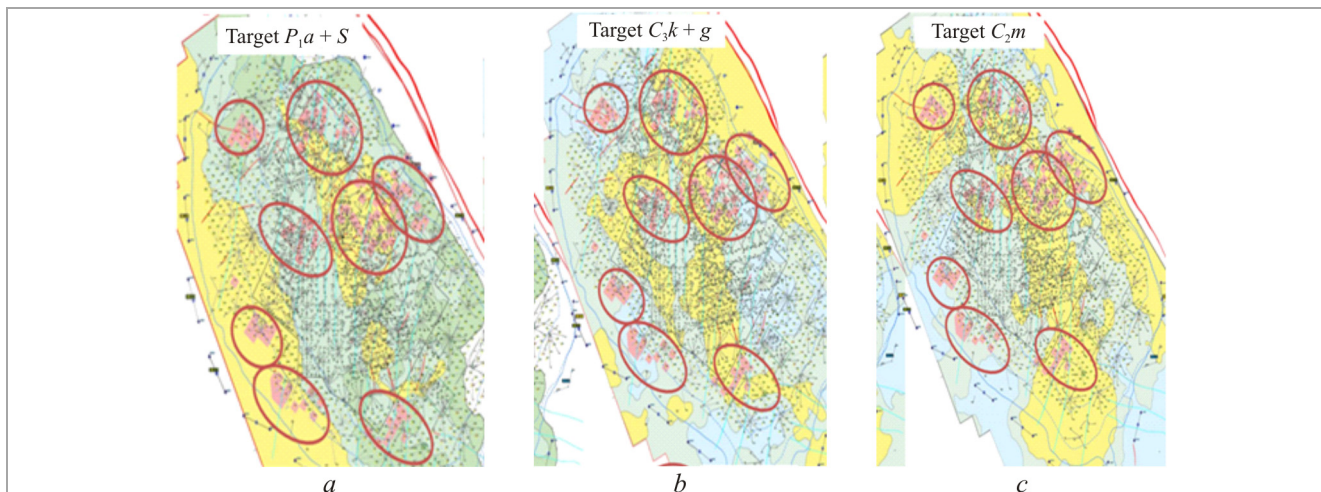 Target P₁a + S
Target C₃k + g
Target C₂m
a
b
c